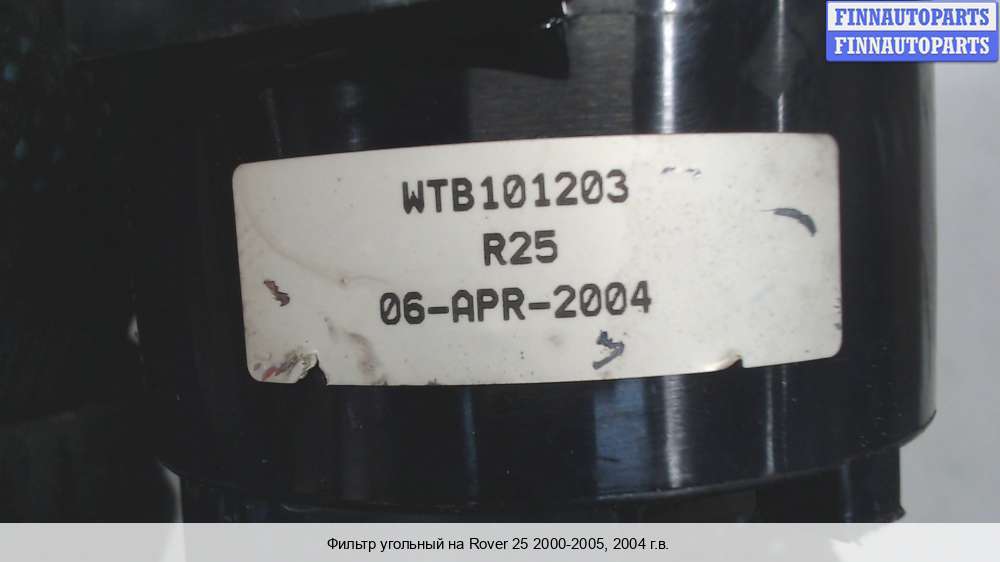 FINNAUTOPARTS
FINNAUTOPARTS
WTB101203
R25
06-APR-2004
Фильтр угольный на Rover 25 2000-2005, 2004 г.в.